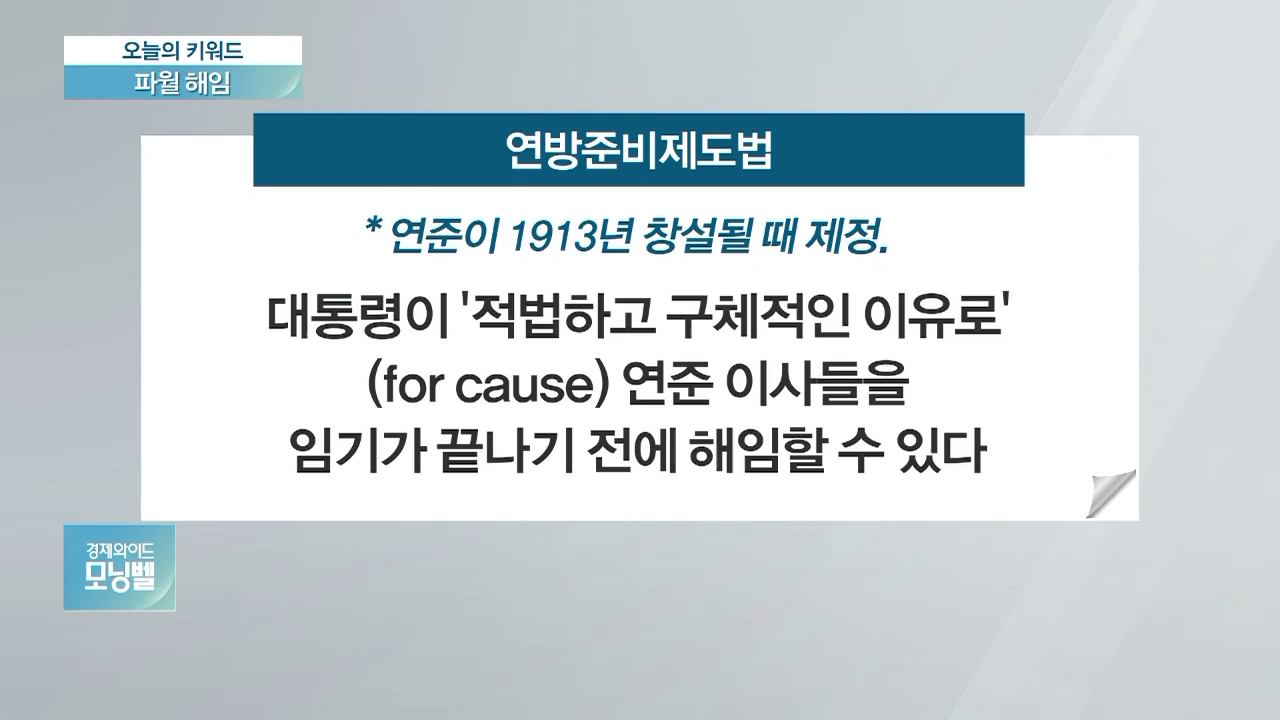 오늘의 키워드
파월 해임
연방준비제도법
* 연준이 1913년 창설될 때 제정.
대통령이 '적법하고 구체적인 이유로'
(for cause) 연준 이사들을
임기가 끝나기 전에 해임할 수 있다
경제와이드
모닝벨